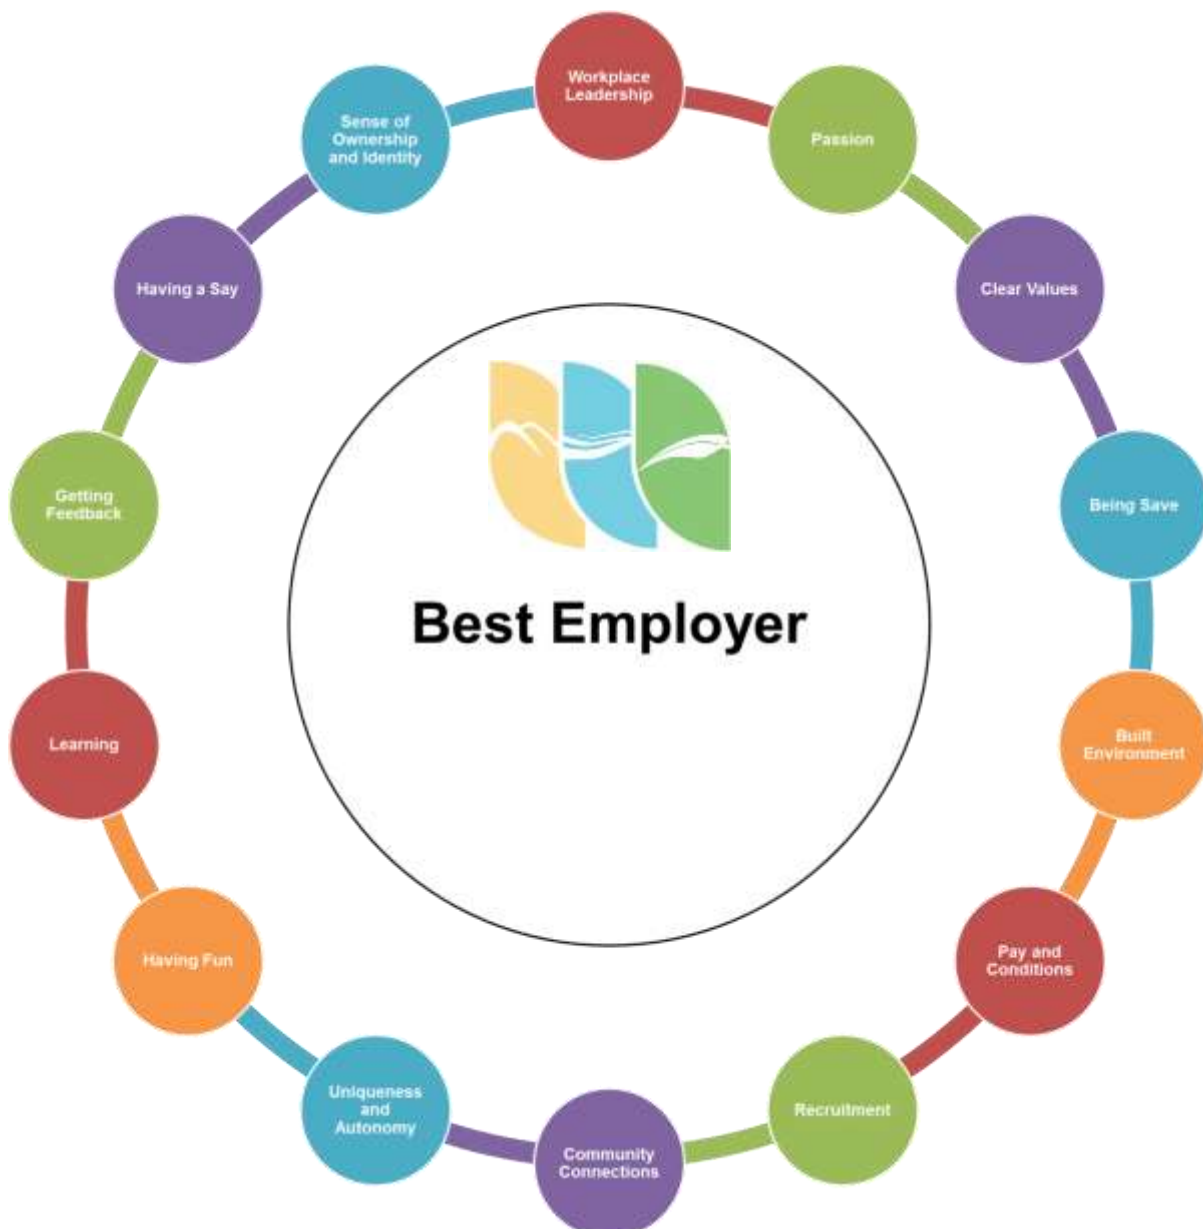 Workplace
Leadership
Passion
Clear Values
Being Save
Built
Environment
Pay and
Conditions
Recruitment
Community
Connections
Uniqueness
and
Autonomy
Having Fun
Learning
Getting
Feedback
Having a Say
Sense of
Ownership
and Identity
Best Employer